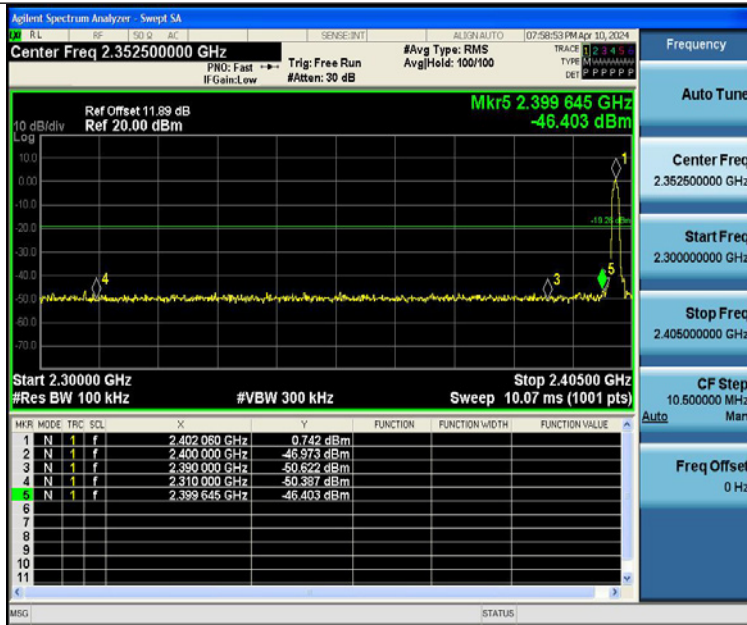 Agilent Spectrum Analyzer - Swept SA
LXI RL RF 50 Ω AC SENSE:INT ALIGN AUTO 07:58:53 PM Apr 10, 2024
Center Freq 2.352500000 GHz
PNO: Fast
IFGain:Low
Trig: Free Run
#Atten: 30 dB
#Avg Type: RMS
Avg|Hold: 100/100
TRACE 1 2 3 4 5 6
TYPE M W W W W W
DET P P P P P P
Ref Offset 11.89 dB
Ref 20.00 dBm
10 dB/div
Log
Mkr5 2.399 645 GHz
-46.403 dBm
10.0
0.00
-10.0
-20.0
-30.0
-40.0
-50.0
-60.0
-70.0
1
4
3
5
Start 2.30000 GHz
Stop 2.40500 GHz
#Res BW 100 kHz
#VBW 300 kHz
Sweep 10.07 ms (1001 pts)
MKR MODE TRC SCL X Y FUNCTION FUNCTION WIDTH FUNCTION VALUE
1 N 1 f 2.402 060 GHz 0.742 dBm
2 N 1 f 2.400 000 GHz -46.973 dBm
3 N 1 f 2.390 000 GHz -50.622 dBm
4 N 1 f 2.310 000 GHz -50.387 dBm
5 N 1 f 2.399 645 GHz -46.403 dBm
6
7
8
9
10
11
MSG
STATUS
Frequency
Auto Tune
Center Freq
2.352500000 GHz
Start Freq
2.300000000 GHz
Stop Freq
2.405000000 GHz
CF Step
10.500000 MHz
Auto Man
Freq Offset
0 Hz